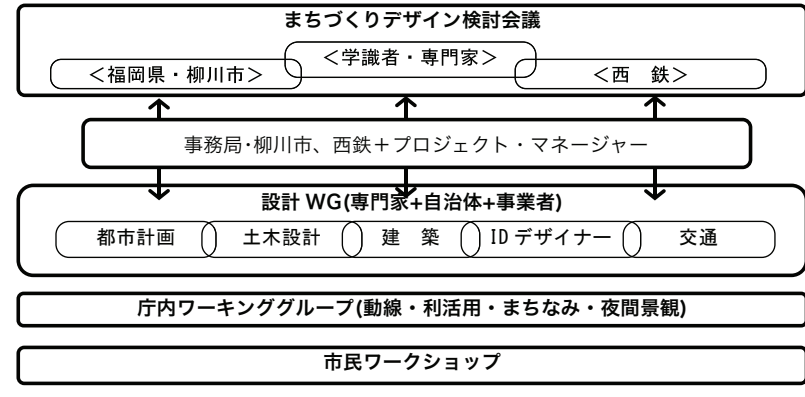 まちづくりデザイン検討会議
＜学識者・専門家＞
＜福岡県・柳川市＞
＜西　鉄＞
事務局･柳川市、西鉄＋プロジェクト・マネージャー
設計 WG(専門家+自治体+事業者)
都市計画
土木設計
建　築
ID デザイナー
交通
庁内ワーキンググループ(動線・利活用・まちなみ・夜間景観)
市民ワークショップ